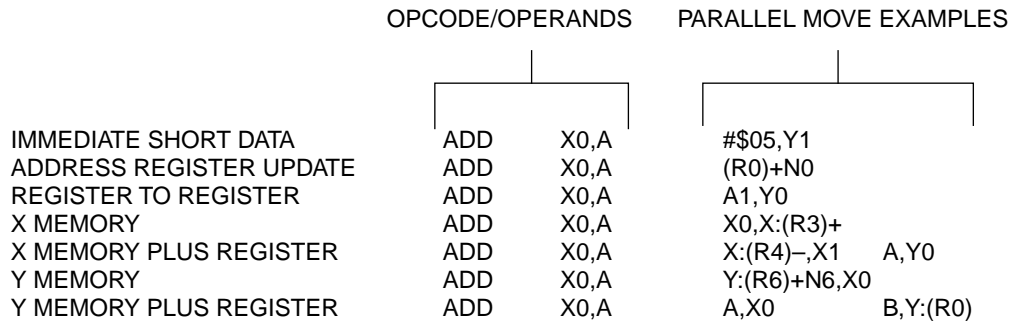 OPCODE/OPERANDS PARALLEL MOVE EXAMPLES
IMMEDIATE SHORT DATA ADD X0,A #$05,Y1
ADDRESS REGISTER UPDATE ADD X0,A (R0)+N0
REGISTER TO REGISTER ADD X0,A A1,Y0
X MEMORY ADD X0,A X0,X:(R3)+
X MEMORY PLUS REGISTER ADD X0,A X:(R4)–,X1 A,Y0
Y MEMORY ADD X0,A Y:(R6)+N6,X0
Y MEMORY PLUS REGISTER ADD X0,A A,X0 B,Y:(R0)